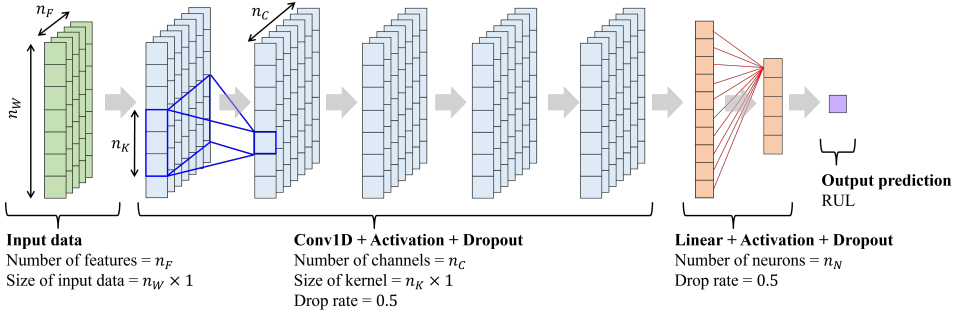 n_F
n_C
n_W
n_K
Input data
Number of features = n_F
Size of input data = n_W × 1
Conv1D + Activation + Dropout
Number of channels = n_C
Size of kernel = n_K × 1
Drop rate = 0.5
Linear + Activation + Dropout
Number of neurons = n_N
Drop rate = 0.5
Output prediction
RUL